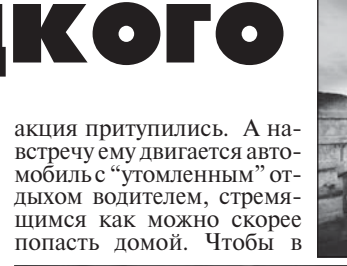 цкого
акция притупились. А на-
встречу ему двигается авто-
мобиль с “утомленным” от-
дыхом водителем, стремя-
щимся как можно скорее
попасть домой. Чтобы в